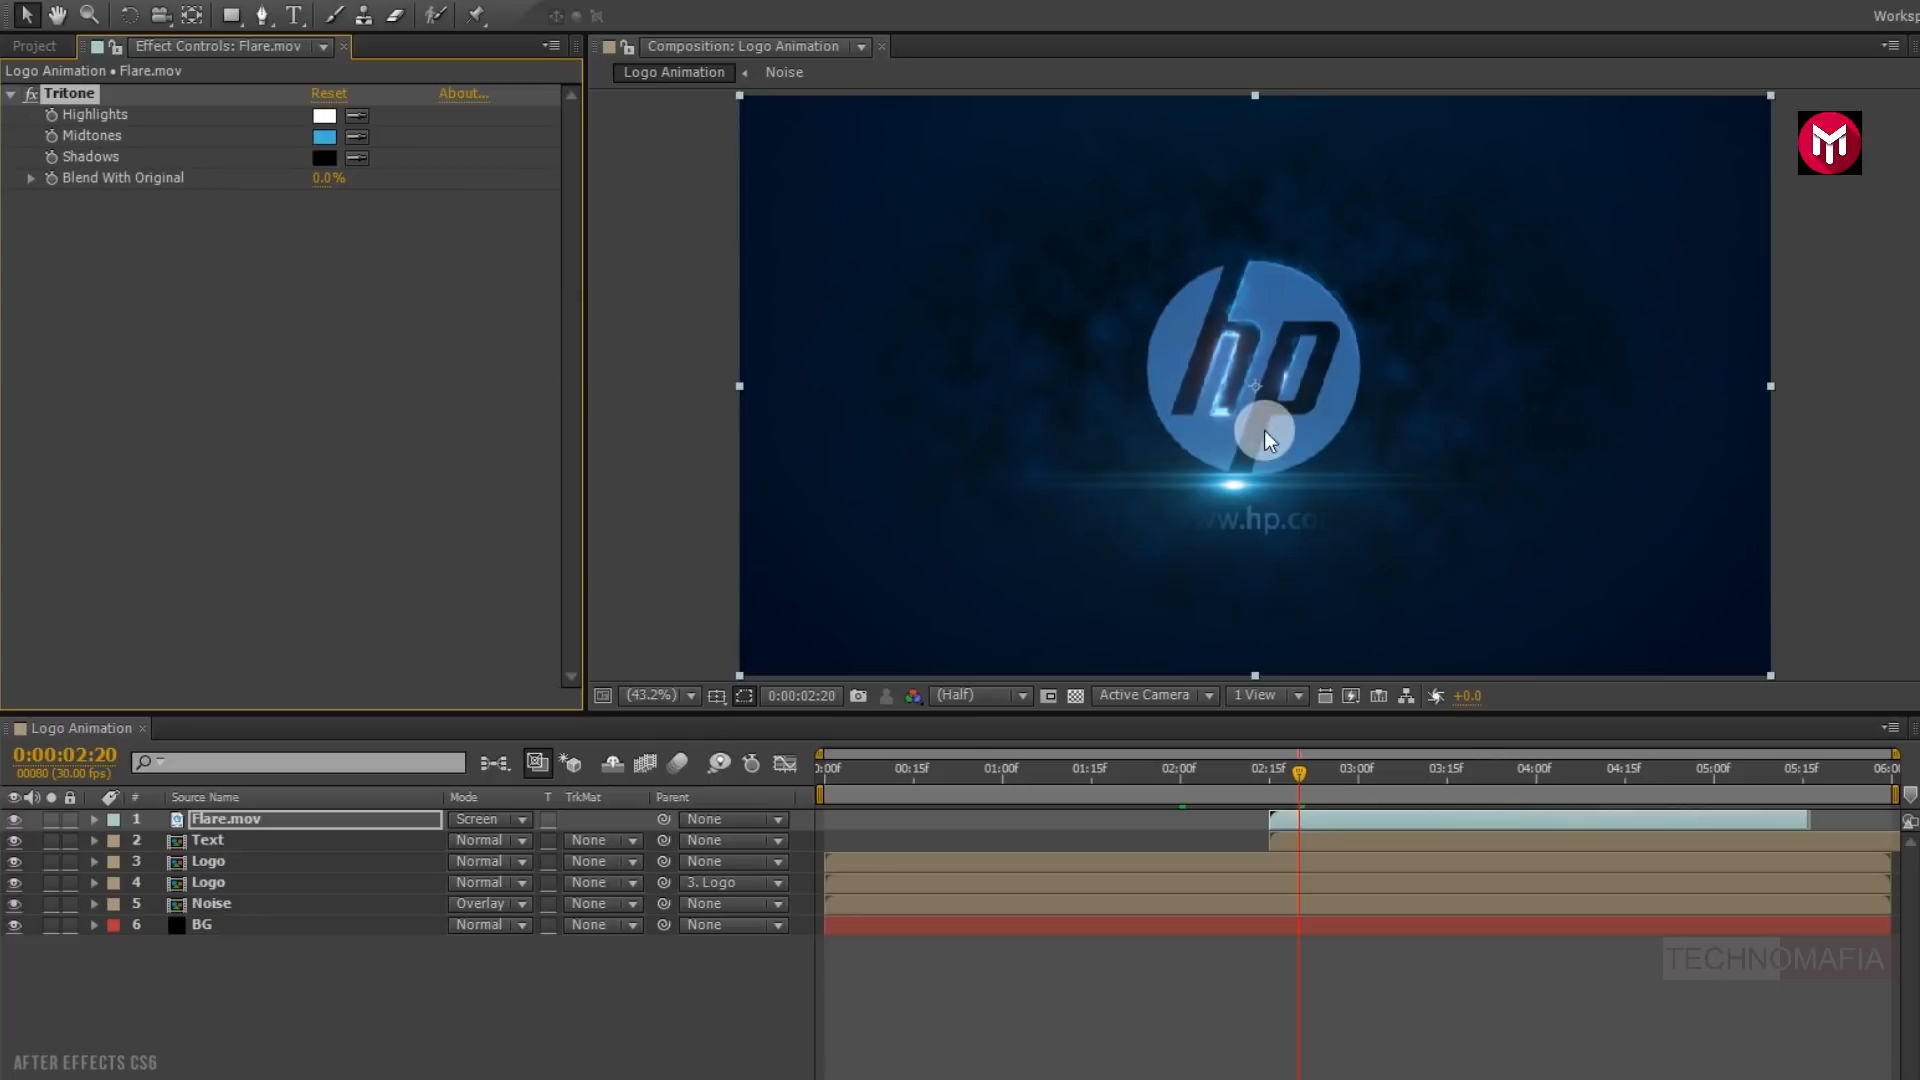 Worksp
Project
Effect Controls: Flare.mov
Composition: Logo Animation
Logo Animation • Flare.mov
Logo Animation
Noise
fx Tritone Reset About...
Highlights
Midtones
Shadows
Blend With Original 0.0%
hp
www.hp.co
(43.2%) 0:00:02:20 (Half) Active Camera 1 View +0.0
Logo Animation
0:00:02:20
00080 (30.00 fps)
0:00f 00:15f 01:00f 01:15f 02:00f 02:15f 03:00f 03:15f 04:00f 04:15f 05:00f 05:15f 06:00
# Source Name Mode T TrkMat Parent
1 Flare.mov Screen None
2 Text Normal None None
3 Logo Normal None None
4 Logo Normal None 3. Logo
5 Noise Overlay None None
6 BG Normal None None
TECHNOMAFIA
AFTER EFFECTS CS6